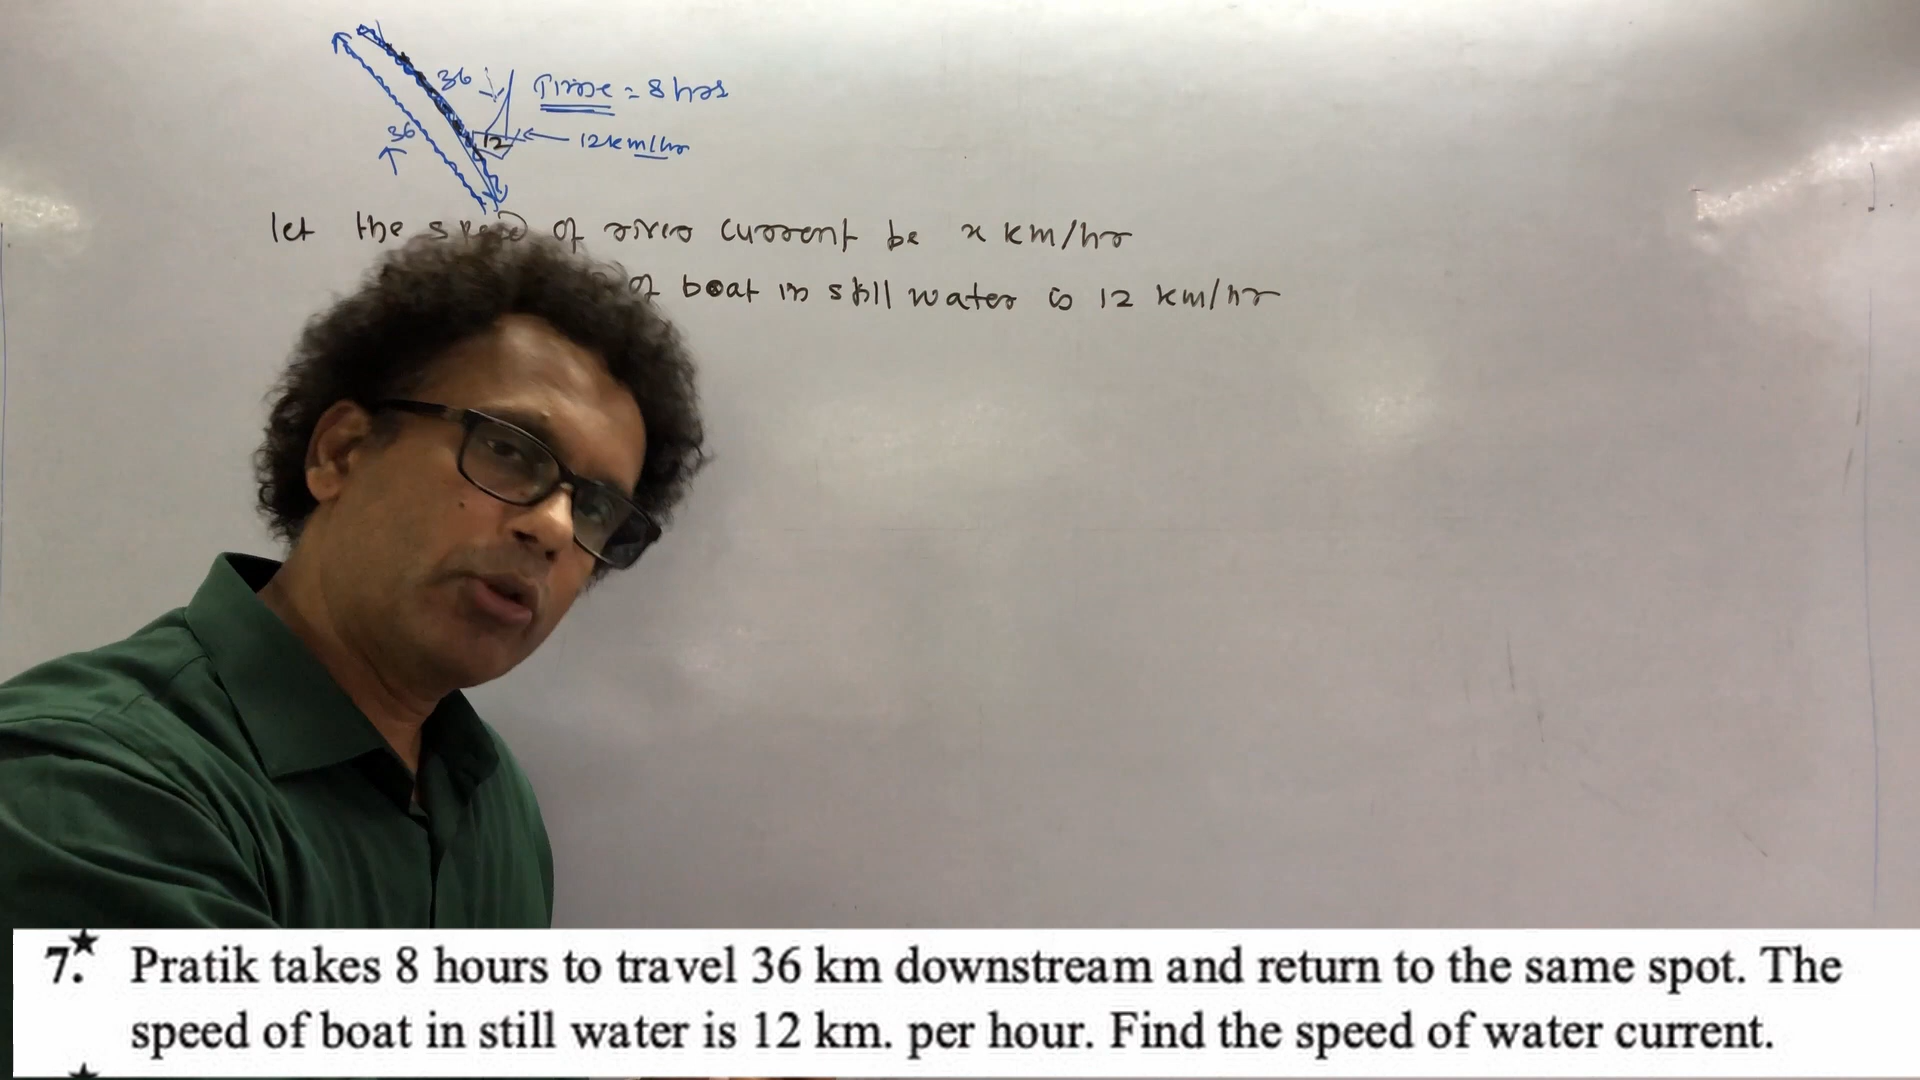 36 Time = 8 hrs
36 12 ← 12km/hr
let the speed of river current be x km/hr
of boat in still water is 12 km/hr
7.★ Pratik takes 8 hours to travel 36 km downstream and return to the same spot. The
speed of boat in still water is 12 km. per hour. Find the speed of water current.